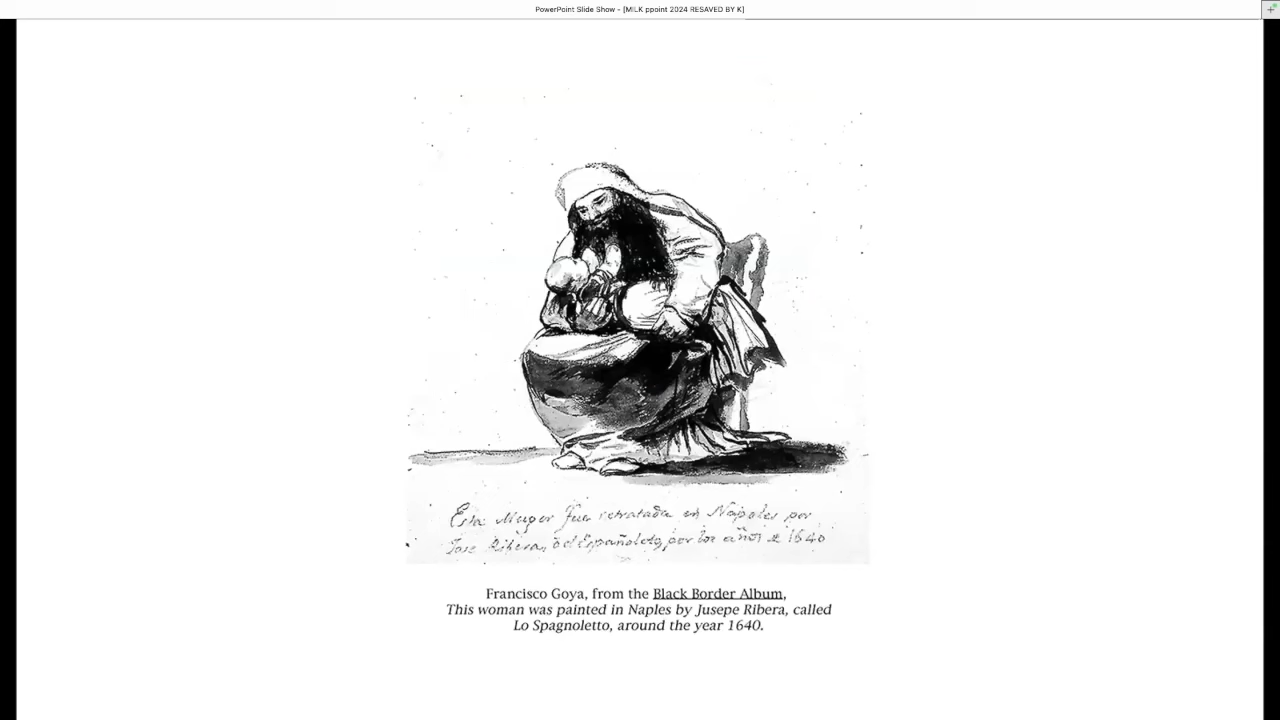 PowerPoint Slide Show - [MILK ppoint 2024 RESAVED BY K]
Esta Muger fue retratada en Napoles por
Jose Ribera, ò el Españoleto, por los años de 1640
Francisco Goya, from the Black Border Album,
This woman was painted in Naples by Jusepe Ribera, called
Lo Spagnoletto, around the year 1640.